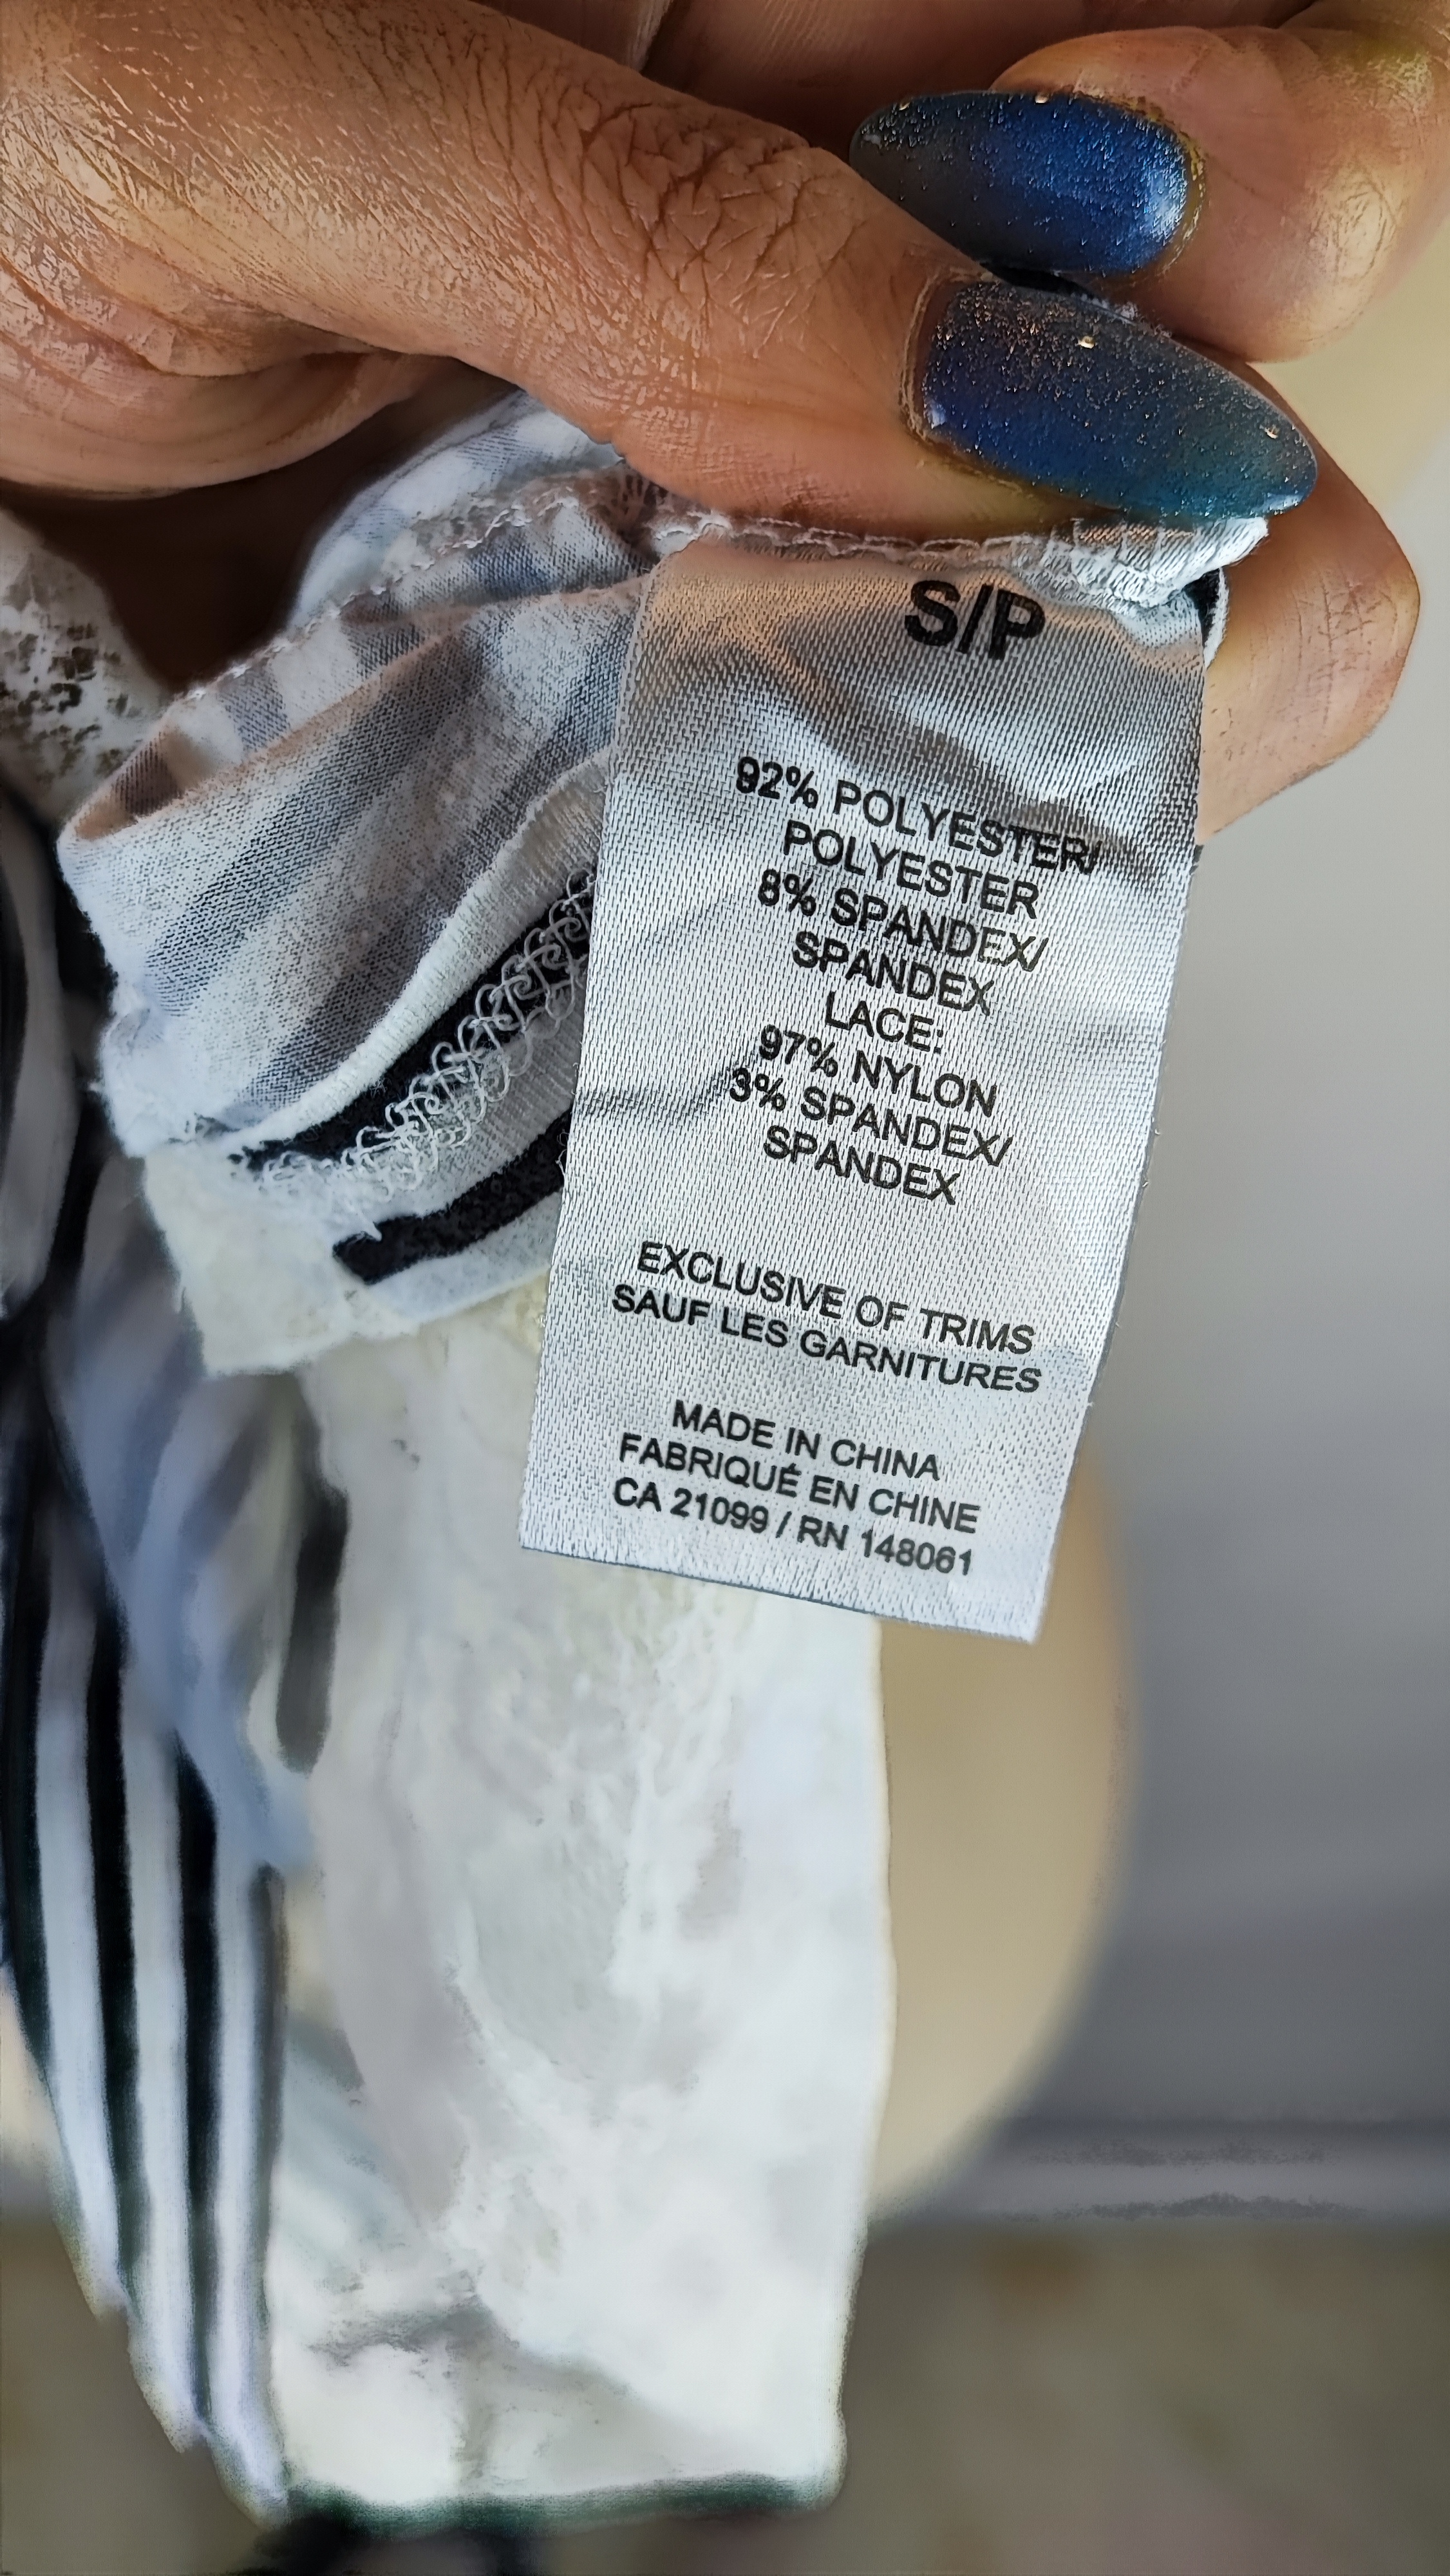 S/P
92% POLYESTER/
POLYESTER
8% SPANDEX/
SPANDEX
LACE:
97% NYLON
3% SPANDEX/
SPANDEX
EXCLUSIVE OF TRIMS
SAUF LES GARNITURES
MADE IN CHINA
FABRIQUÉ EN CHINE
CA 21099 / RN 148061